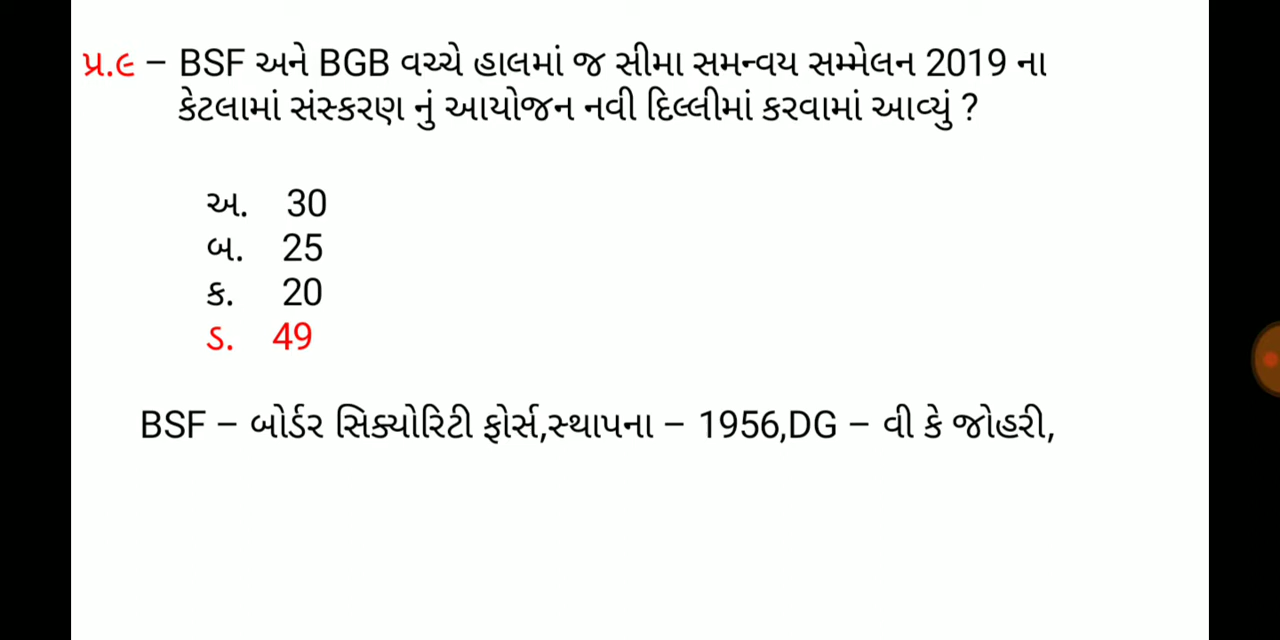 પ્ર.૯ – BSF અને BGB વચ્ચે હાલમાં જ સીમા સમન્વય સમ્મેલન 2019 ના
કેટલામાં સંસ્કરણ નું આયોજન નવી દિલ્લીમાં કરવામાં આવ્યું ?
અ. 30
બ. 25
ક. 20
ડ. 49
BSF – બોર્ડર સિક્યોરિટી ફોર્સ,સ્થાપના – 1956,DG – વી કે જોહરી,